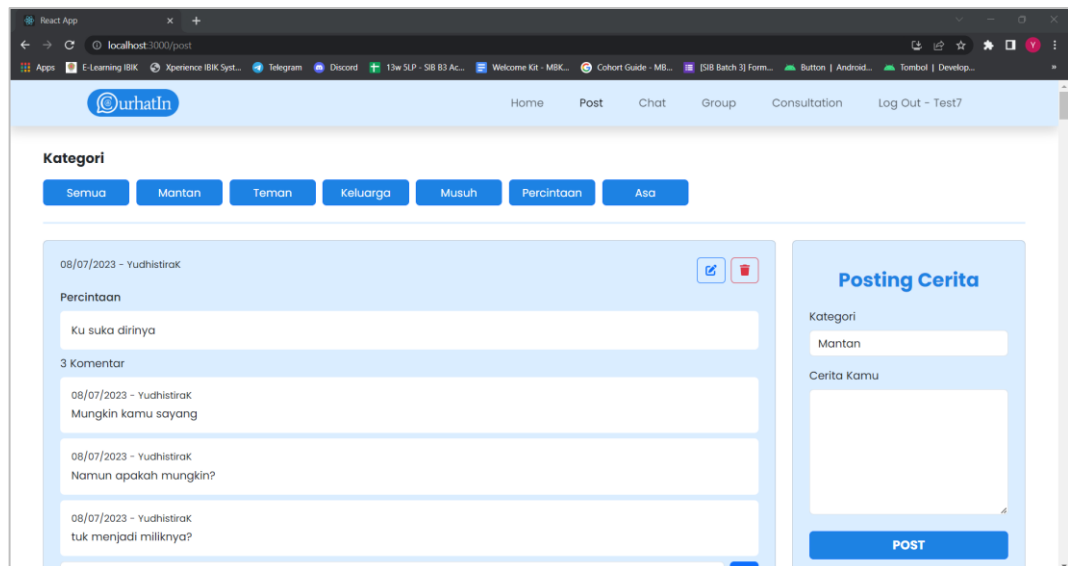 React App
localhost:3000/post
Apps E-Learning IBIK Xperience IBIK Syst... Telegram Discord 13w SLP - SIB B3 Ac... Welcome Kit - MBK... Cohort Guide - MB... [SIB Batch 3] Form... Button | Android... Tombol | Develop... »
CurhatIn Home Post Chat Group Consultation Log Out - Test7
Kategori
Semua Mantan Teman Keluarga Musuh Percintaan Asa
08/07/2023 - YudhistiraK
Percintaan
Ku suka dirinya
3 Komentar
08/07/2023 - YudhistiraK
Mungkin kamu sayang
08/07/2023 - YudhistiraK
Namun apakah mungkin?
08/07/2023 - YudhistiraK
tuk menjadi miliknya?
Posting Cerita
Kategori
Mantan
Cerita Kamu
POST